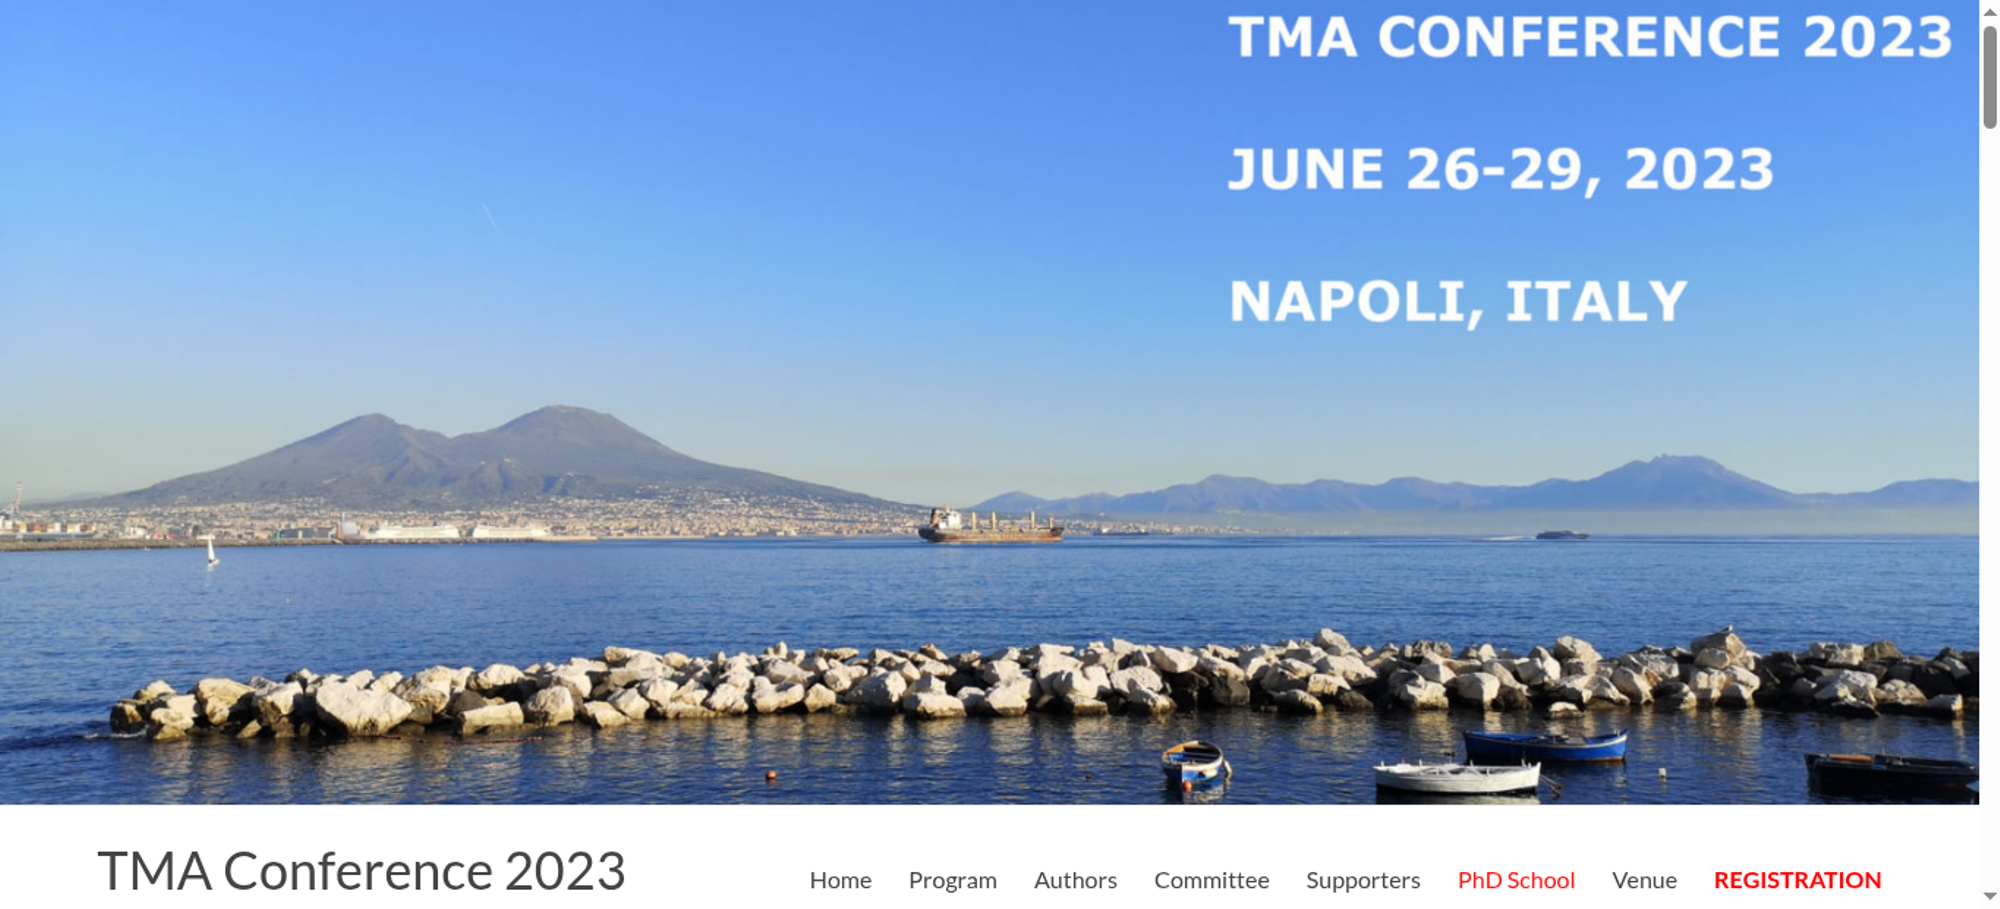 TMA CONFERENCE 2023
JUNE 26-29, 2023
NAPOLI, ITALY
TMA Conference 2023
Home Program Authors Committee Supporters PhD School Venue REGISTRATION